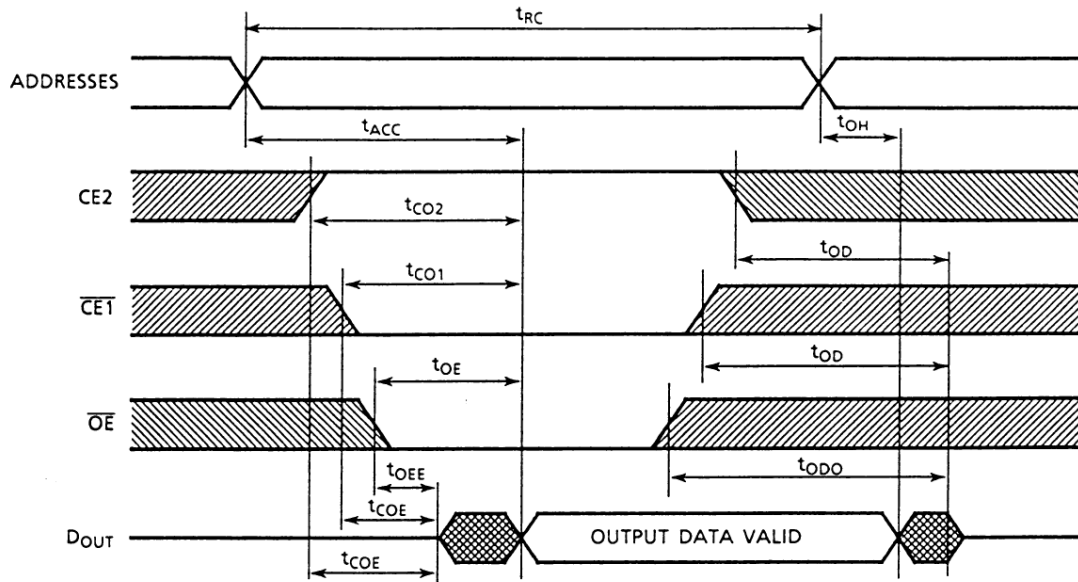 tRC
ADDRESSES
tACC
tOH
CE2
tCO2
tOD
tCO1
CE1
tOE
tOD
OE
tOEE
tODO
tCOE
DOUT
OUTPUT DATA VALID
tCOE